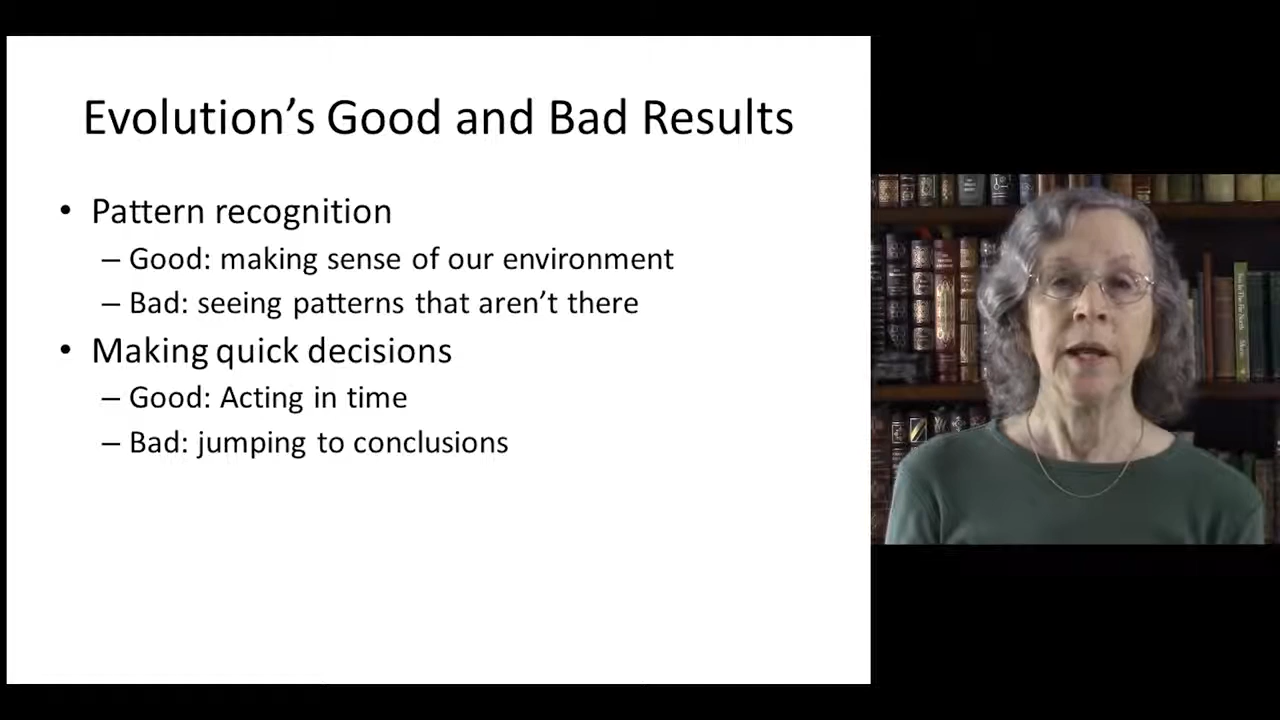 Evolution’s Good and Bad Results
• Pattern recognition
– Good: making sense of our environment
– Bad: seeing patterns that aren’t there
• Making quick decisions
– Good: Acting in time
– Bad: jumping to conclusions